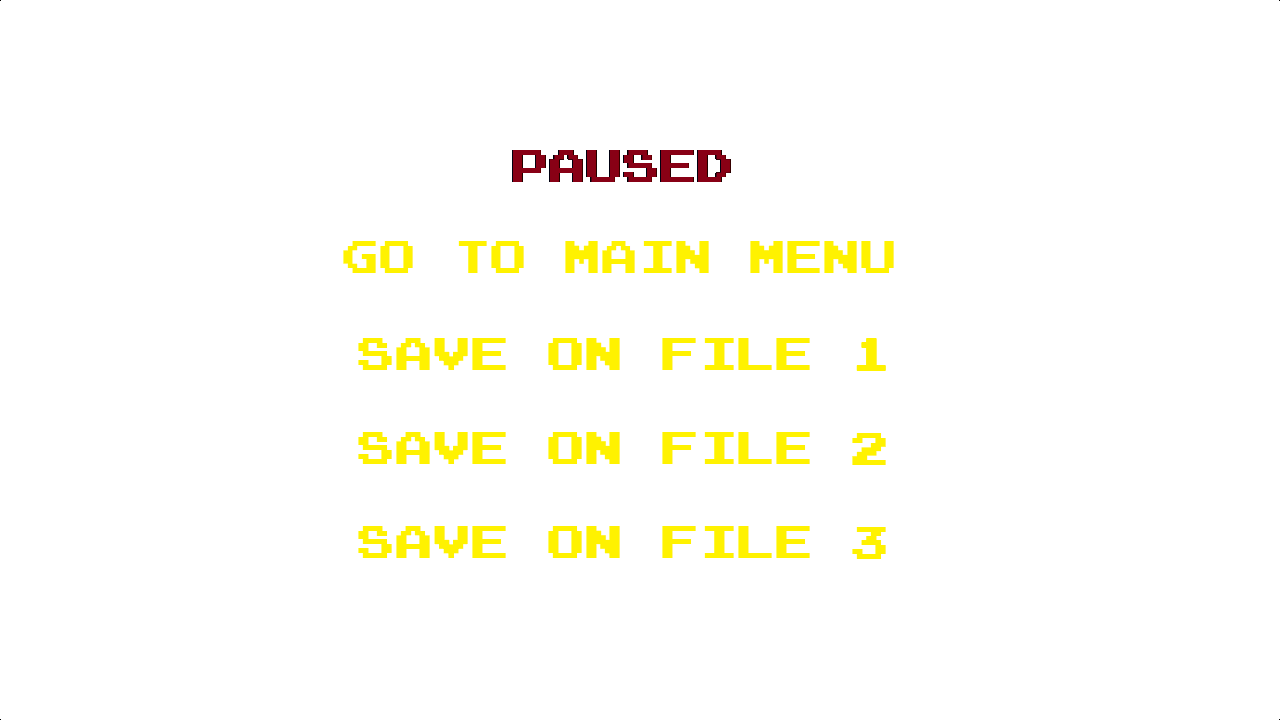 PAUSED
GO TO MAIN MENU
SAVE ON FILE 1
SAVE ON FILE 2
SAVE ON FILE 3